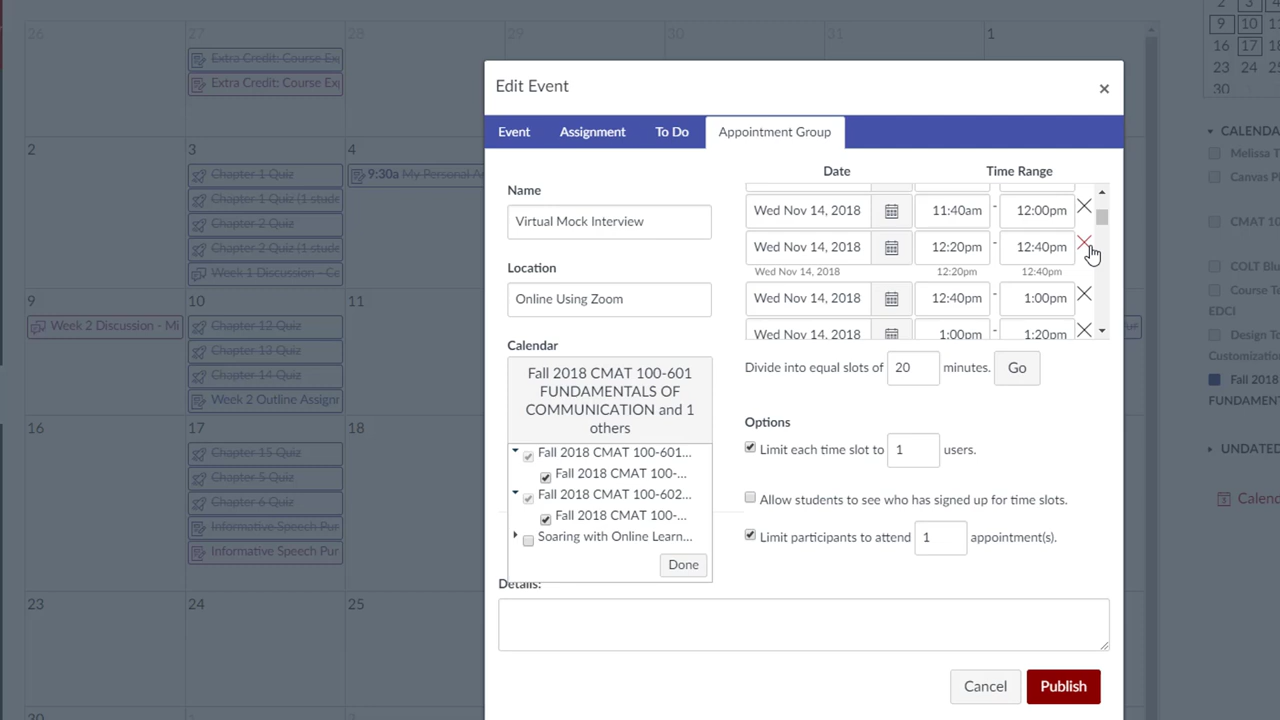 26
27
28
29
30
31
1
Extra Credit: Course Ex
Extra Credit: Course Ex
2
3
4
Chapter 1 Quiz
Chapter 1 Quiz (1 stude
Chapter 2 Quiz
Chapter 2 Quiz (1 stude
Week 1 Discussion - Co
9:30a My Personal A
9
10
11
Week 2 Discussion - Mi
Chapter 12 Quiz
Chapter 13 Quiz
Chapter 14 Quiz
Week 2 Outline Assignr
16
17
18
Chapter 15 Quiz
Chapter 5 Quiz
Chapter 6 Quiz
Informative Speech Pur
Informative Speech Pur
23
24
25
30
Edit Event
×
Event
Assignment
To Do
Appointment Group
Name
Virtual Mock Interview
Location
Online Using Zoom
Calendar
Fall 2018 CMAT 100-601
FUNDAMENTALS OF
COMMUNICATION and 1
others
Fall 2018 CMAT 100-601...
Fall 2018 CMAT 100-...
Fall 2018 CMAT 100-602...
Fall 2018 CMAT 100-...
Soaring with Online Learn...
Done
Date Time Range
Wed Nov 14, 2018 11:40am - 12:00pm
Wed Nov 14, 2018 12:20pm - 12:40pm
Wed Nov 14, 2018 12:20pm 12:40pm
Wed Nov 14, 2018 12:40pm - 1:00pm
Wed Nov 14, 2018 1:00pm - 1:20pm
Divide into equal slots of 20 minutes. Go
Options
Limit each time slot to 1 users.
Allow students to see who has signed up for time slots.
Limit participants to attend 1 appointment(s).
Details:
Cancel
Publish
2 3 4
9 10 11
16 17 18
23 24 25
30
CALENDA
Melissa T
Canvas P
CMAT 10
COLT Blu
Course To
EDCI
Design To
Customizatio
Fall 2018
FUNDAMENT
UNDATED
Calend